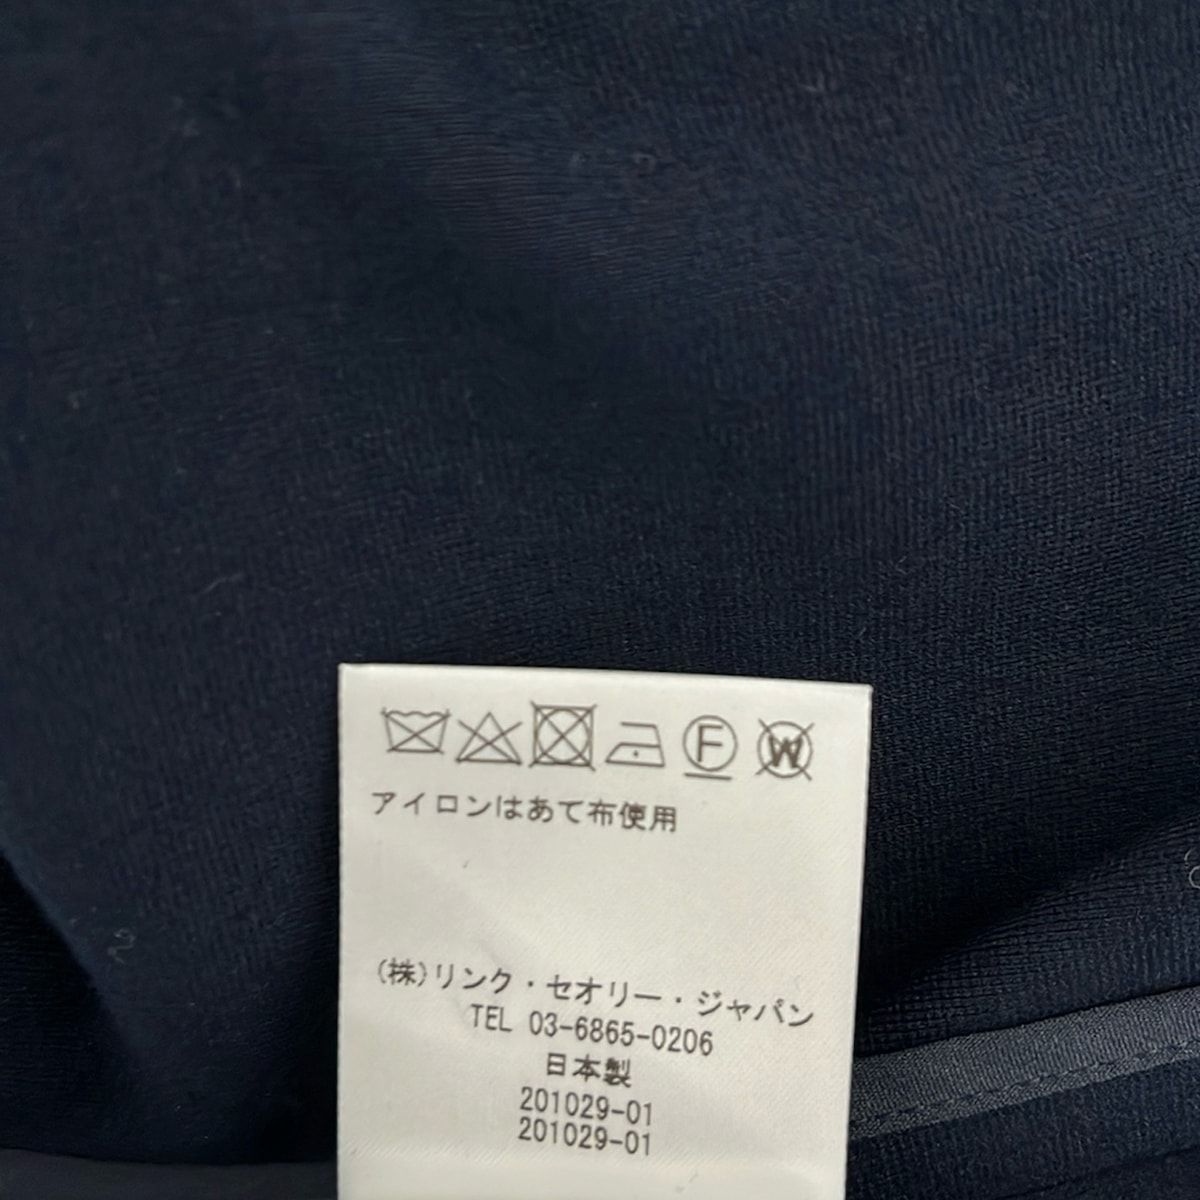 F W
アイロンはあて布使用
(株)リンク・セオリー・ジャパン
TEL 03-6865-0206
日本製
201029-01
201029-01